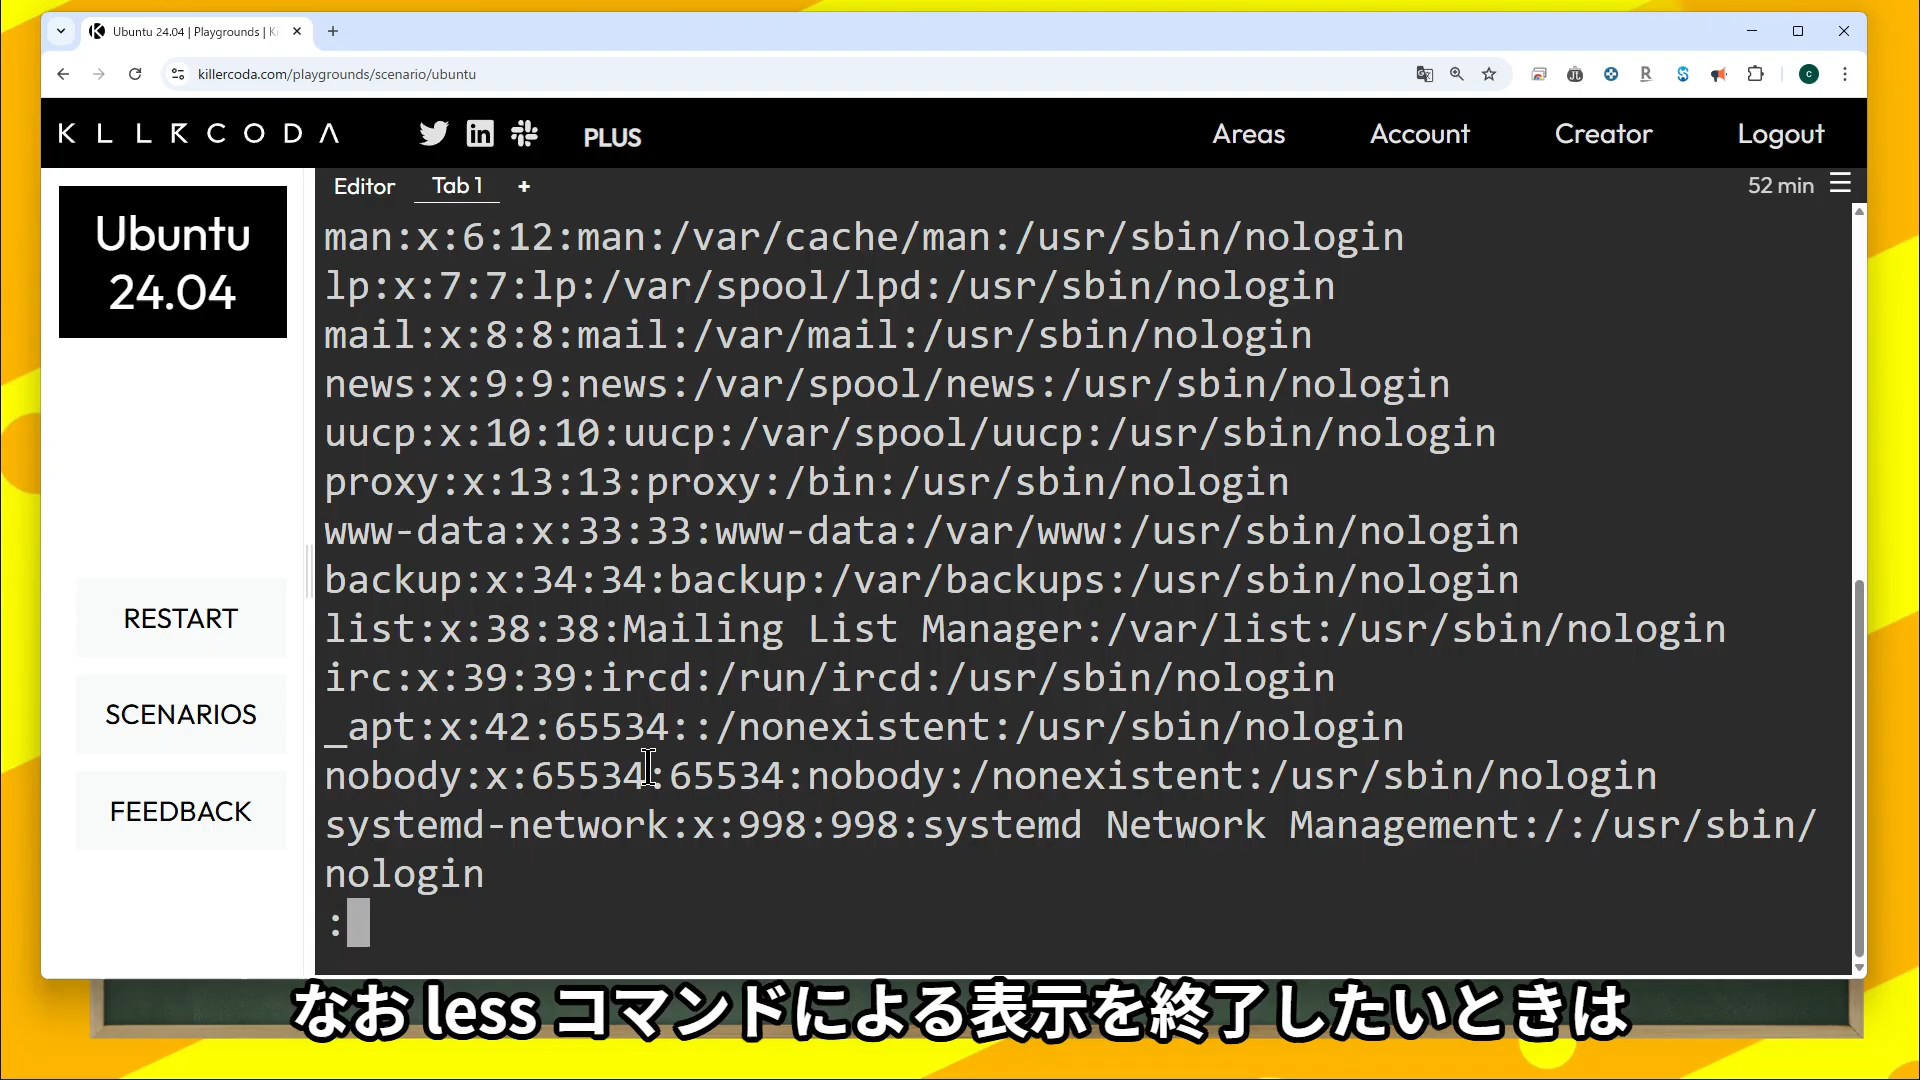 Ubuntu 24.04 | Playgrounds | Ki
killercoda.com/playgrounds/scenario/ubuntu
C
KLLRCODA
PLUS
Areas
Account
Creator
Logout
Ubuntu
24.04
RESTART
SCENARIOS
FEEDBACK
Editor
Tab 1
+
52 min
man:x:6:12:man:/var/cache/man:/usr/sbin/nologin
lp:x:7:7:lp:/var/spool/lpd:/usr/sbin/nologin
mail:x:8:8:mail:/var/mail:/usr/sbin/nologin
news:x:9:9:news:/var/spool/news:/usr/sbin/nologin
uucp:x:10:10:uucp:/var/spool/uucp:/usr/sbin/nologin
proxy:x:13:13:proxy:/bin:/usr/sbin/nologin
www-data:x:33:33:www-data:/var/www:/usr/sbin/nologin
backup:x:34:34:backup:/var/backups:/usr/sbin/nologin
list:x:38:38:Mailing List Manager:/var/list:/usr/sbin/nologin
irc:x:39:39:ircd:/run/ircd:/usr/sbin/nologin
_apt:x:42:65534::/nonexistent:/usr/sbin/nologin
nobody:x:65534:65534:nobody:/nonexistent:/usr/sbin/nologin
systemd-network:x:998:998:systemd Network Management:/:/usr/sbin/
nologin
:
なお less コマンドによる表示を終了したいときは